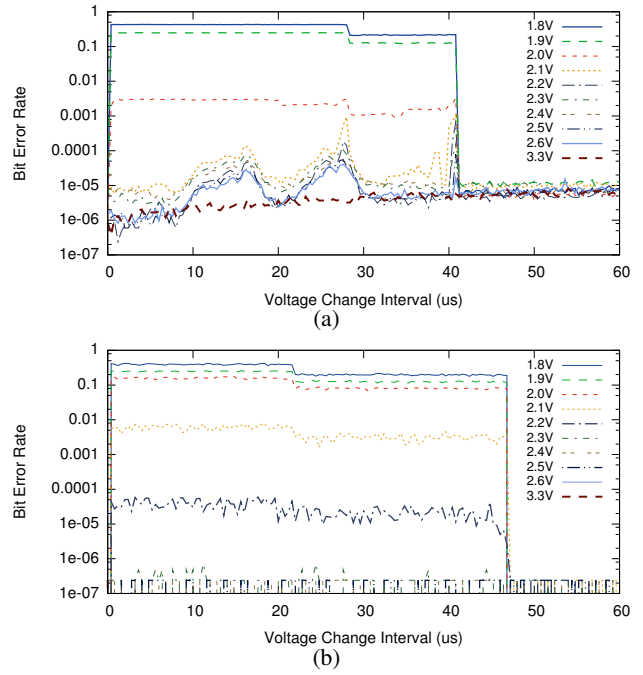 1
0.1
0.01
0.001
0.0001
1e-05
1e-06
1e-07
Bit Error Rate
0 10 20 30 40 50 60
Voltage Change Interval (us)
1.8V
1.9V
2.0V
2.1V
2.2V
2.3V
2.4V
2.5V
2.6V
3.3V
(a)
1
0.1
0.01
0.001
0.0001
1e-05
1e-06
1e-07
Bit Error Rate
0 10 20 30 40 50 60
Voltage Change Interval (us)
1.8V
1.9V
2.0V
2.1V
2.2V
2.3V
2.4V
2.5V
2.6V
3.3V
(b)